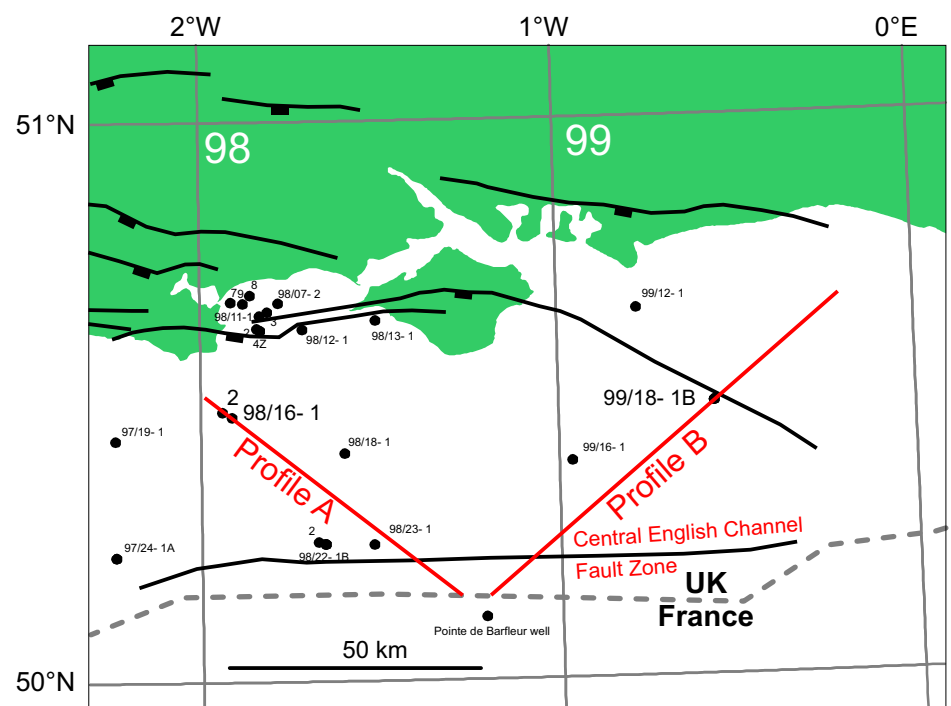 2°W
1°W
0°E
51°N
98
99
8
79
98/07- 2
98/11-1
3
2
4Z
98/12- 1
98/13- 1
99/12- 1
2
98/16- 1
99/18- 1B
97/19- 1
98/18- 1
99/16- 1
Profile A
Profile B
2
98/23- 1
98/22- 1B
97/24- 1A
Central English Channel
Fault Zone
UK
France
Pointe de Barfleur well
50 km
50°N